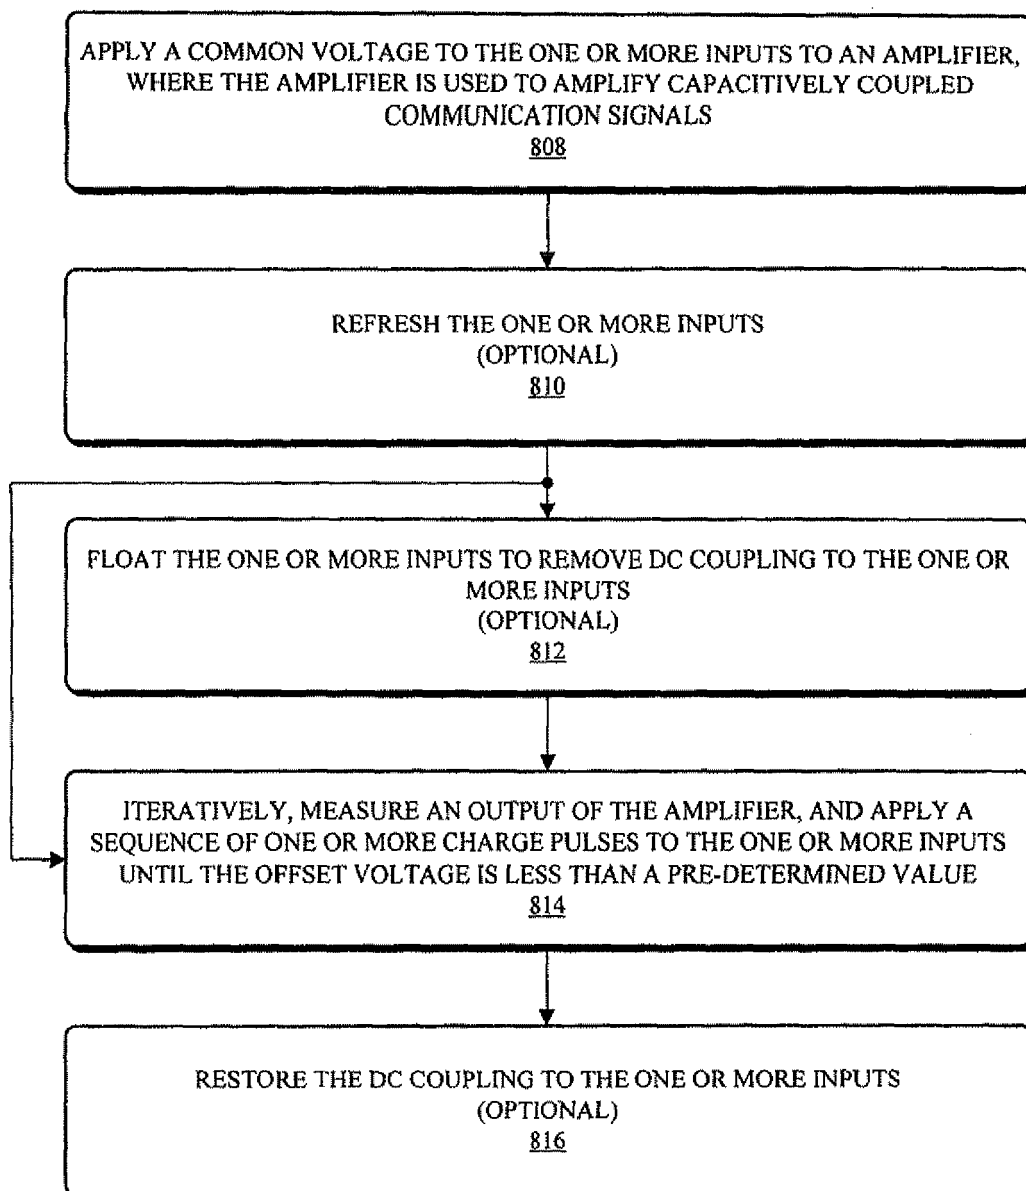 APPLY A COMMON VOLTAGE TO THE ONE OR MORE INPUTS TO AN AMPLIFIER,
WHERE THE AMPLIFIER IS USED TO AMPLIFY CAPACITIVELY COUPLED
COMMUNICATION SIGNALS
808
REFRESH THE ONE OR MORE INPUTS
(OPTIONAL)
810
FLOAT THE ONE OR MORE INPUTS TO REMOVE DC COUPLING TO THE ONE OR
MORE INPUTS
(OPTIONAL)
812
ITERATIVELY, MEASURE AN OUTPUT OF THE AMPLIFIER, AND APPLY A
SEQUENCE OF ONE OR MORE CHARGE PULSES TO THE ONE OR MORE INPUTS
UNTIL THE OFFSET VOLTAGE IS LESS THAN A PRE-DETERMINED VALUE
814
RESTORE THE DC COUPLING TO THE ONE OR MORE INPUTS
(OPTIONAL)
816